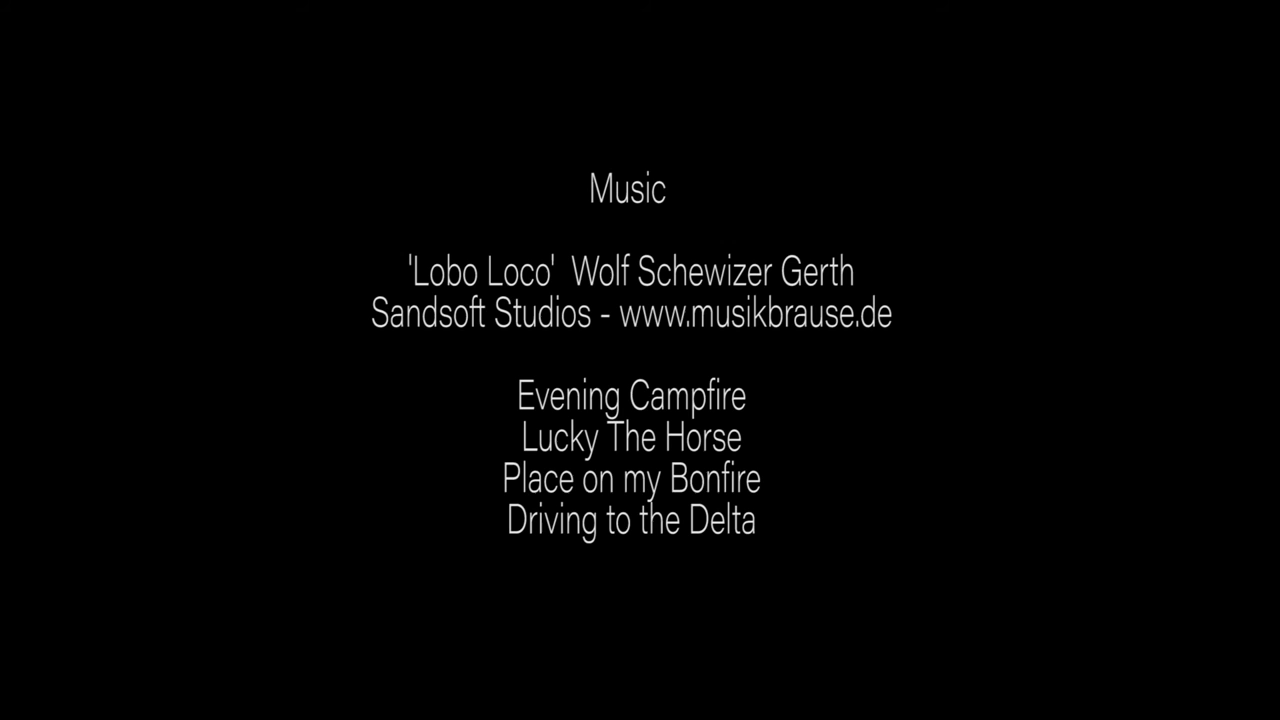 Music
'Lobo Loco' Wolf Schewizer Gerth
Sandsoft Studios - www.musikbrause.de
Evening Campfire
Lucky The Horse
Place on my Bonfire
Driving to the Delta